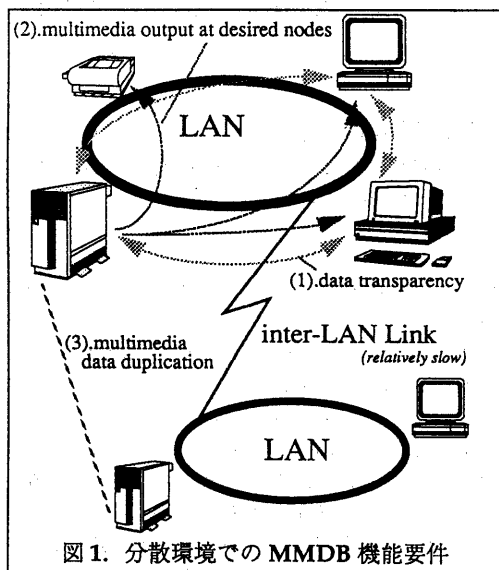 (2).multimedia output at desired nodes
LAN
(1).data transparency
(3).multimedia
data duplication
inter-LAN Link
(relatively slow)
LAN
図1. 分散環境での MMDB 機能要件